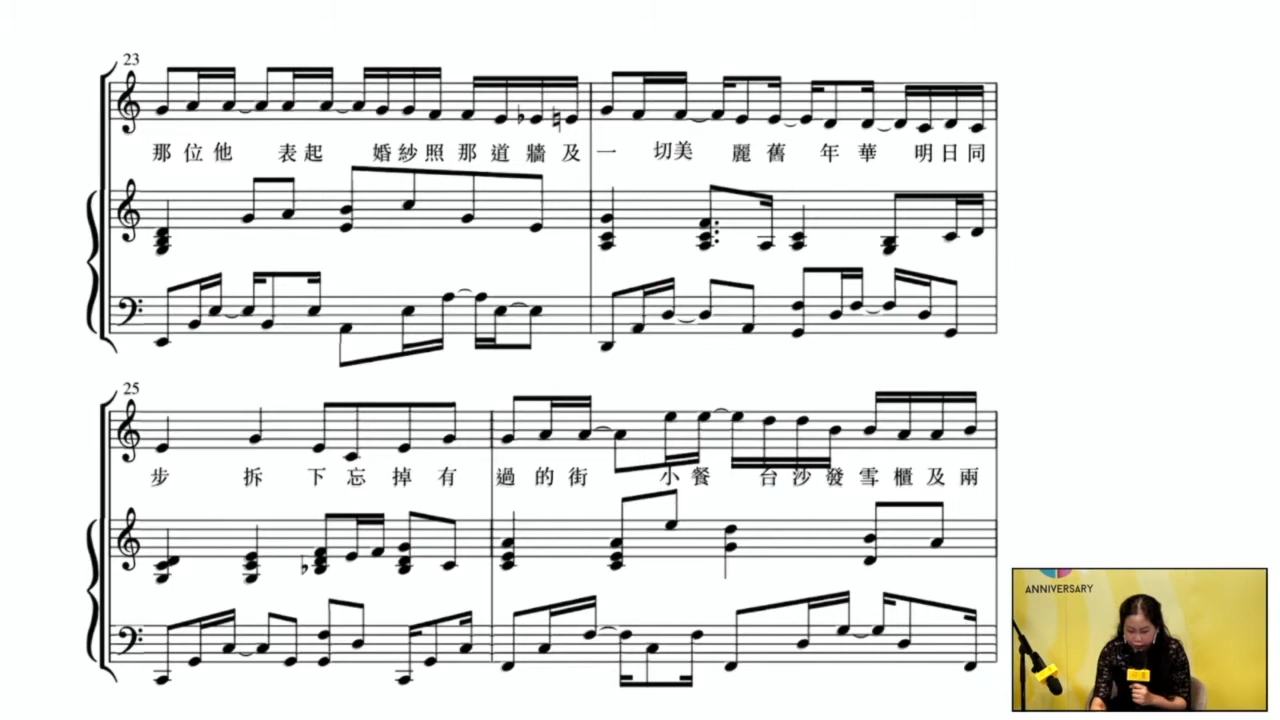 23
那位他 表起 婚紗照那道牆及一 切美 麗舊 年華 明日同
25
步 拆 下忘掉有過的街 小餐 台沙發雪櫃及兩
ANNIVERSARY